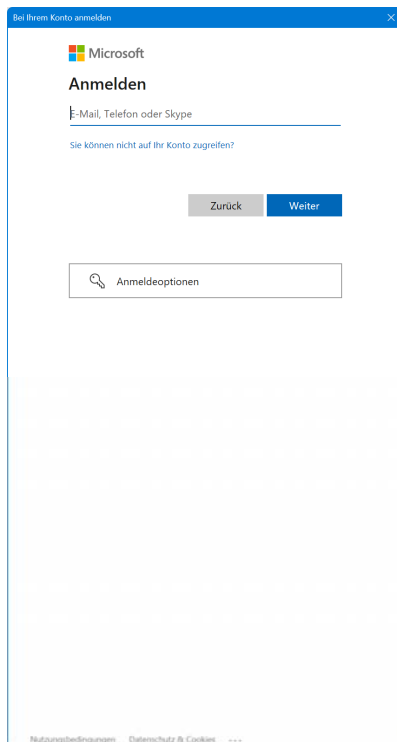 Bei Ihrem Konto anmelden
Microsoft
Anmelden
E-Mail, Telefon oder Skype
Sie können nicht auf Ihr Konto zugreifen?
Zurück Weiter
Anmeldeoptionen
Nutzungsbedingungen Datenschutz & Cookies ...